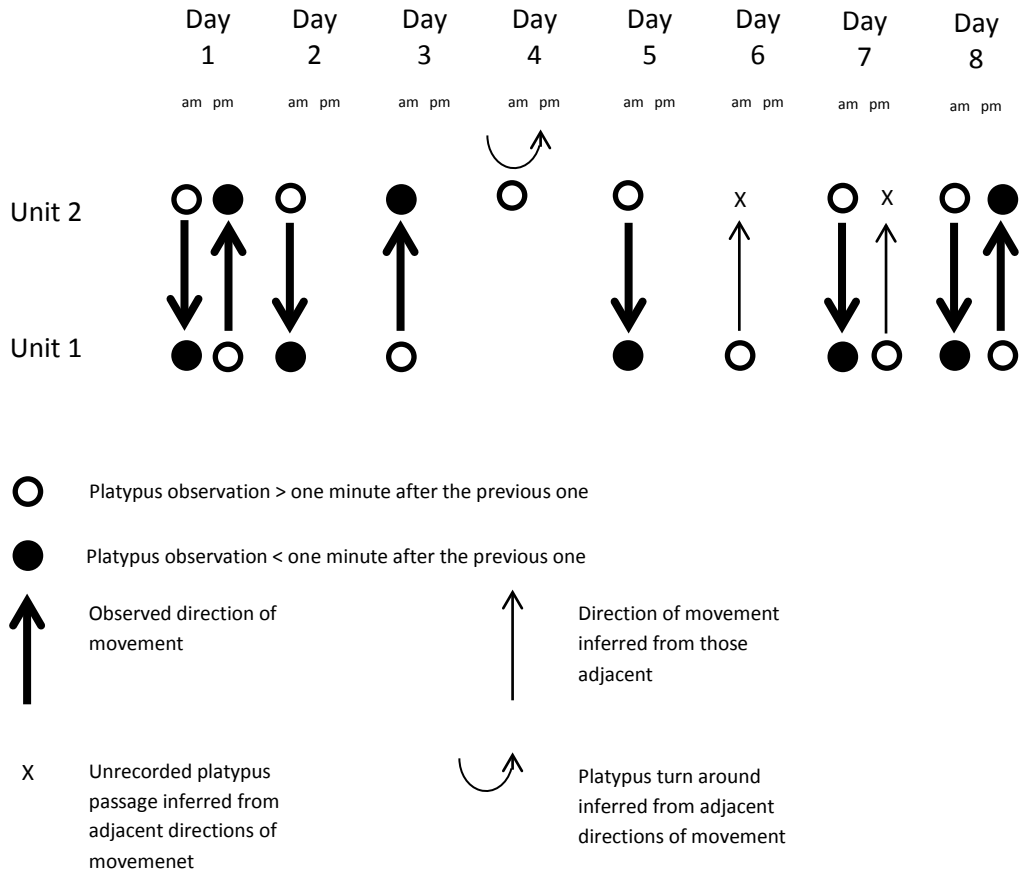 Day Day Day Day Day Day Day Day
1 2 3 4 5 6 7 8
am pm am pm am pm am pm am pm am pm am pm am pm
Unit 2
X X
Unit 1
Platypus observation > one minute after the previous one
Platypus observation < one minute after the previous one
Observed direction of
movement
Direction of movement
inferred from those
adjacent
X
Unrecorded platypus
passage inferred from
adjacent directions of
movemenet
Platypus turn around
inferred from adjacent
directions of movement